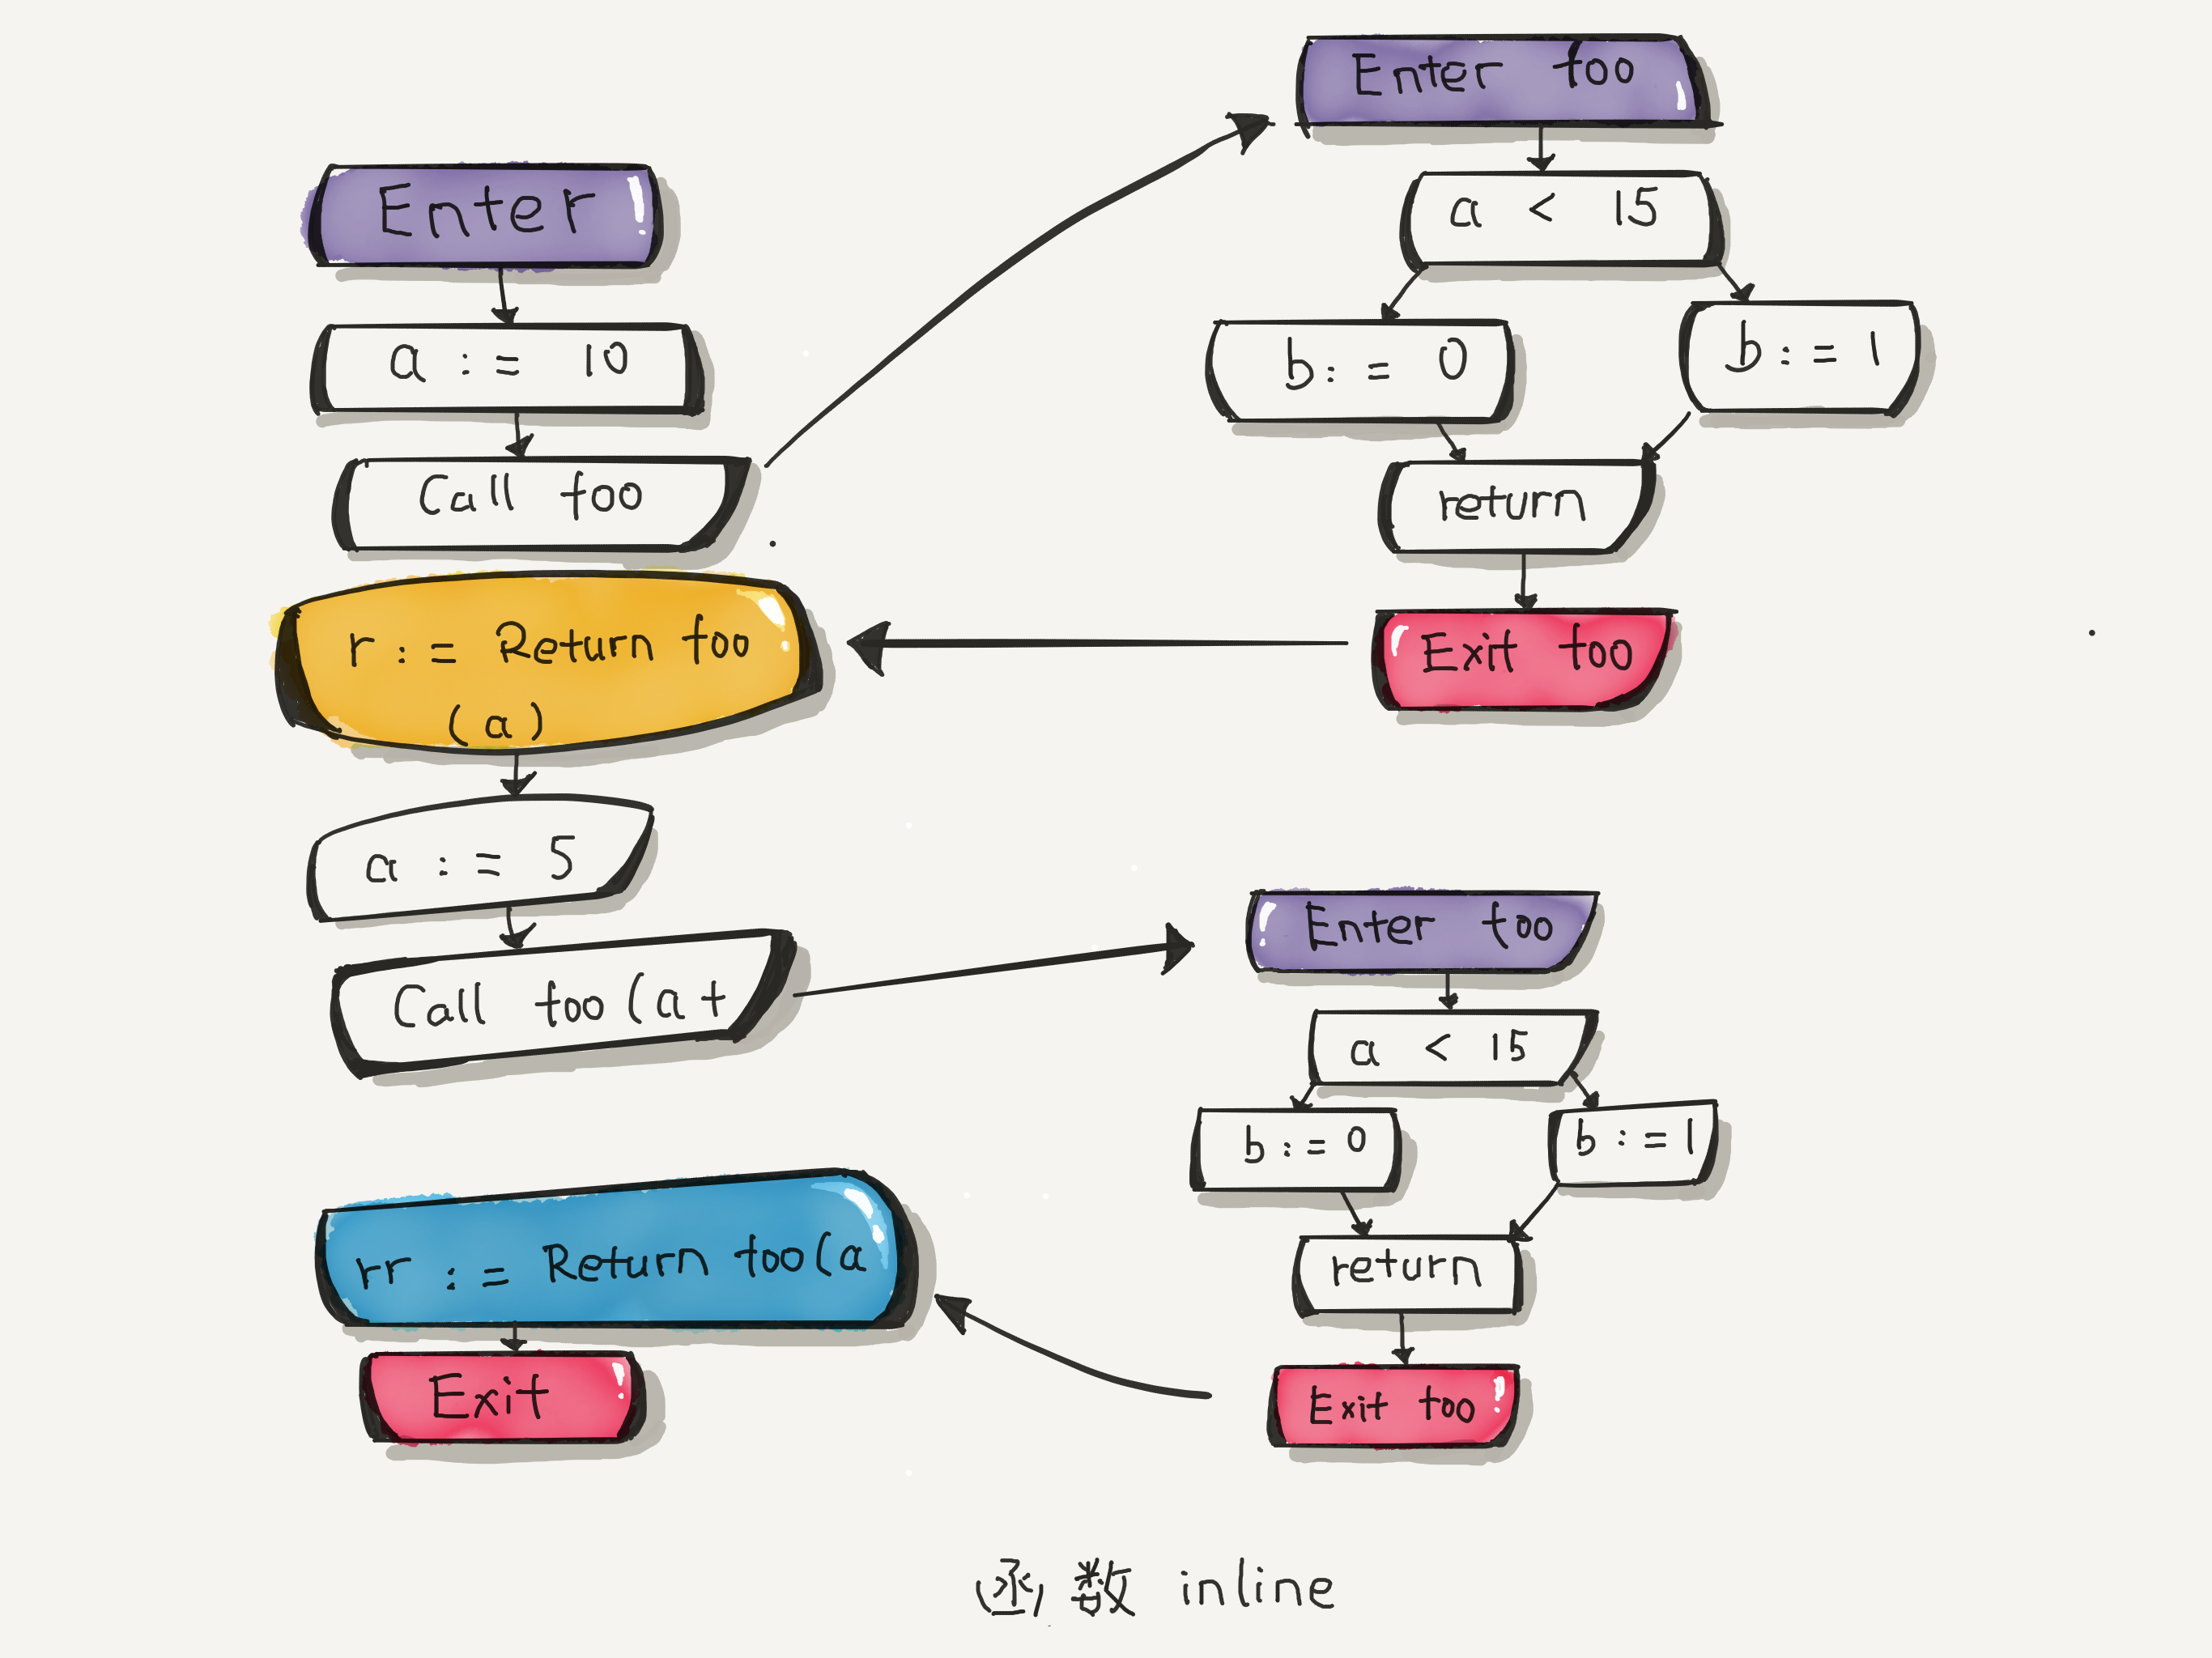 Enter
a := 10
Call foo
r := Return foo
(a)
a := 5
Call foo(a+
rr := Return foo(a
Exit
Enter foo
a < 15
b := 0
b := 1
return
Exit foo
Enter foo
a < 15
b := 0
b := 1
return
Exit foo
函数 inline